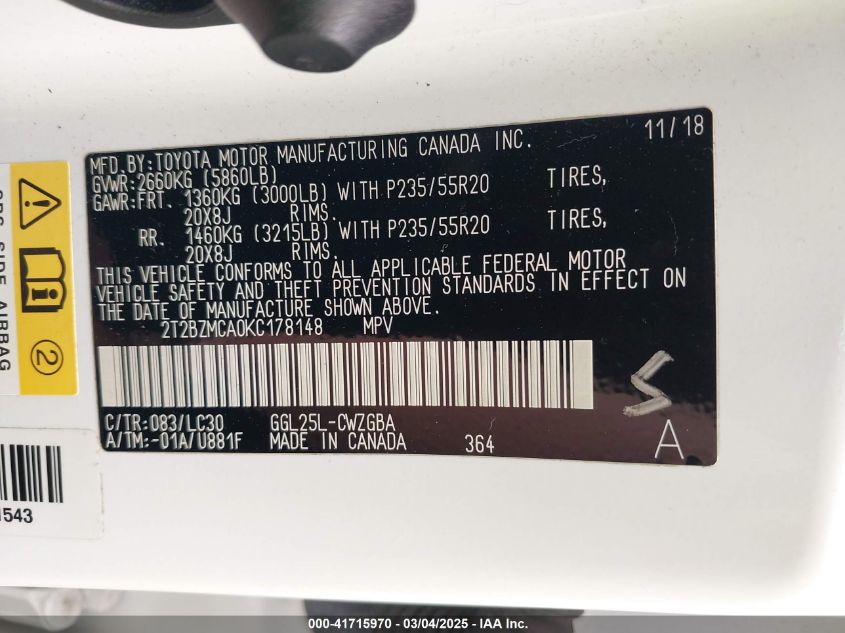 11/18
MFD.BY:TOYOTA MOTOR MANUFACTURING CANADA INC.
GVWR:2660KG (5860LB)
GAWR:FRT. 1360KG (3000LB) WITH P235/55R20 TIRES,
20X8J RIMS.
RR. 1460KG (3215LB) WITH P235/55R20 TIRES,
20X8J RIMS.
THIS VEHICLE CONFORMS TO ALL APPLICABLE FEDERAL MOTOR
VEHICLE SAFETY AND THEFT PREVENTION STANDARDS IN EFFECT ON
THE DATE OF MANUFACTURE SHOWN ABOVE.
2T2BZMCA0KC178148 MPV
C/TR:083/LC30 GGL25L-CWZGBA
A/TM:-01A/U881F MADE IN CANADA 364
A
SRS SIDE AIRBAG
2
1543
000-41715970 / 03/04/2025 - IAA Inc.